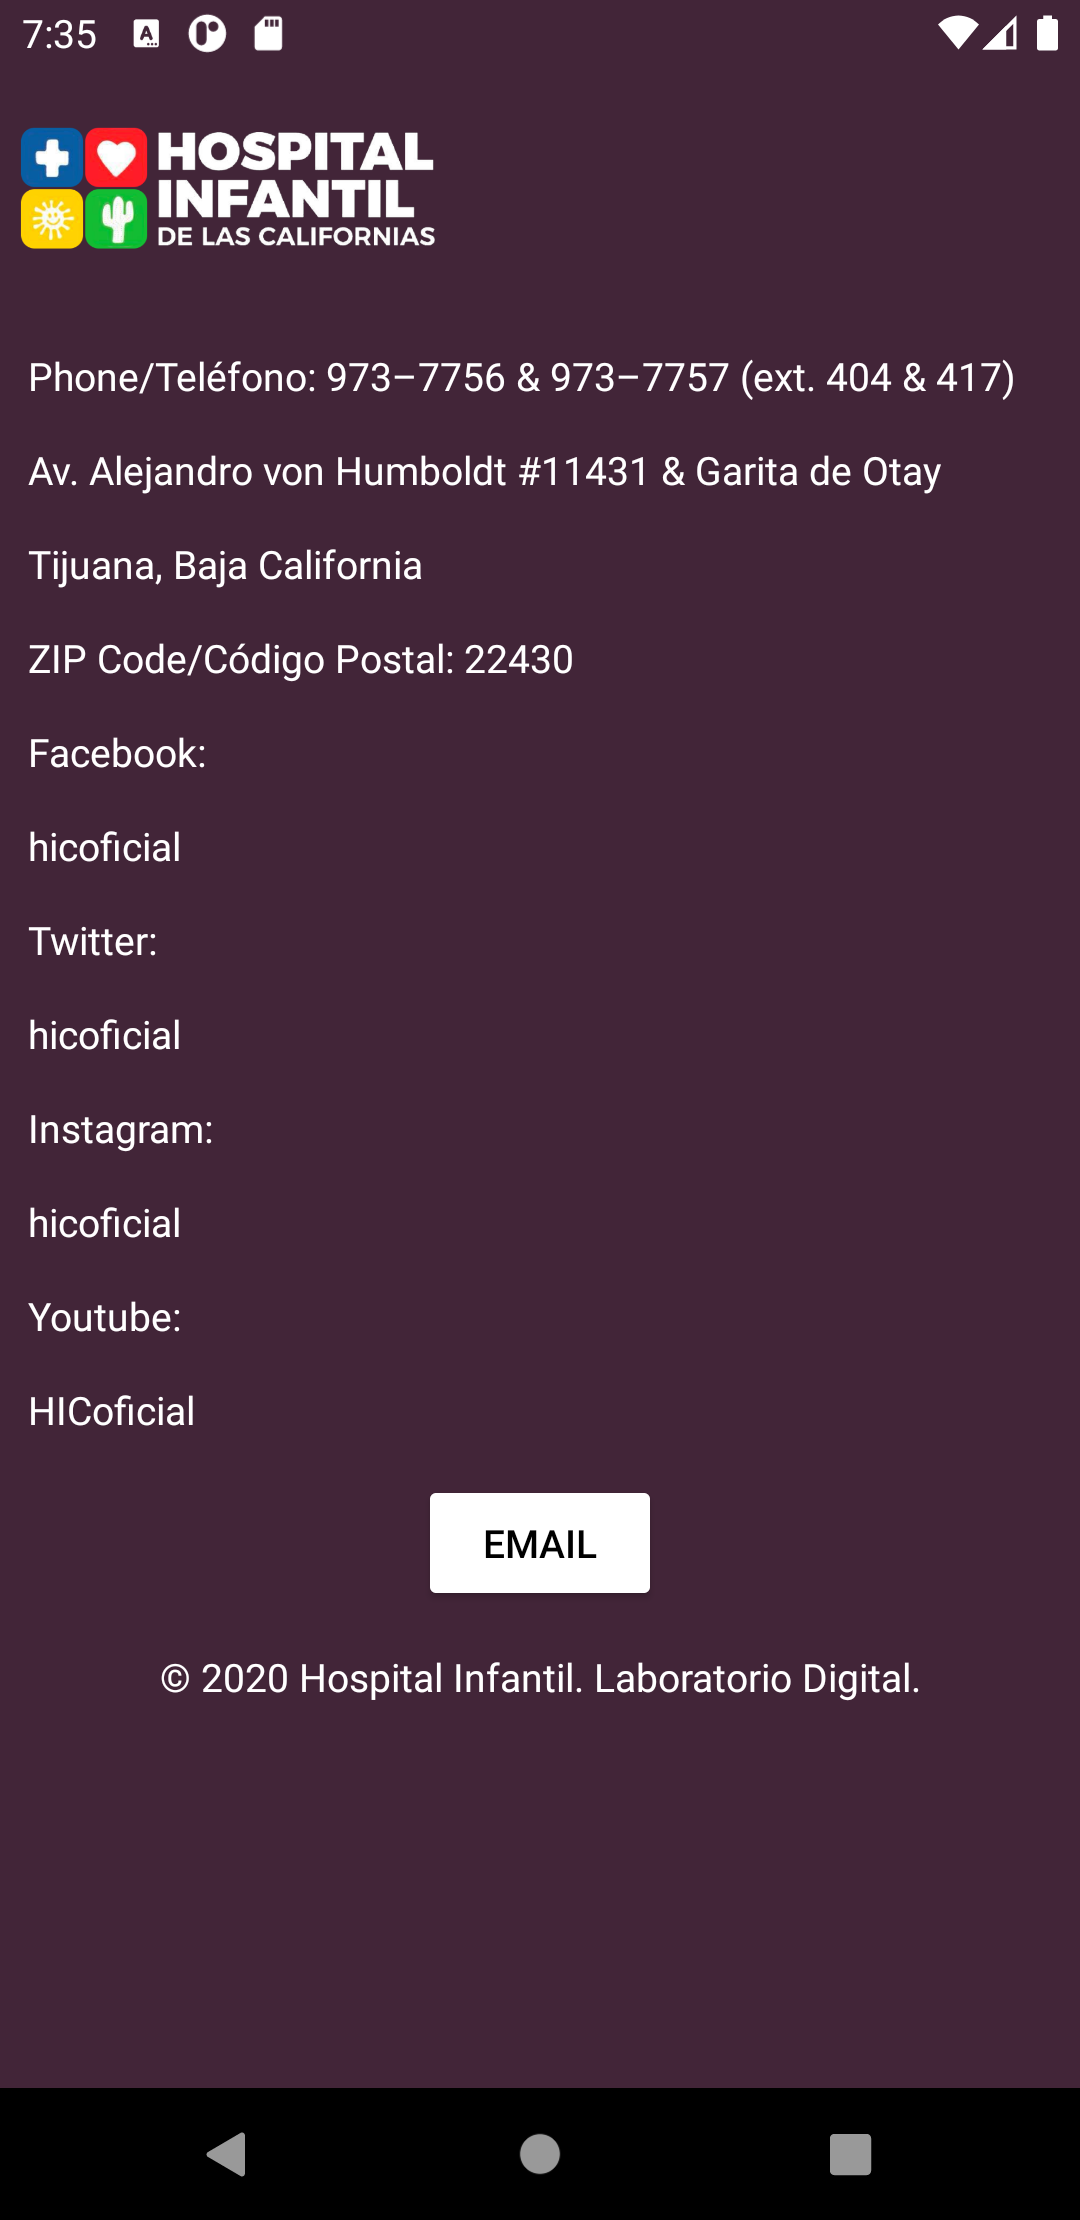 7:35
HOSPITAL
INFANTIL
DE LAS CALIFORNIAS
Phone/Teléfono: 973–7756 & 973–7757 (ext. 404 & 417)
Av. Alejandro von Humboldt #11431 & Garita de Otay
Tijuana, Baja California
ZIP Code/Código Postal: 22430
Facebook:
hicoficial
Twitter:
hicoficial
Instagram:
hicoficial
Youtube:
HICoficial
EMAIL
© 2020 Hospital Infantil. Laboratorio Digital.